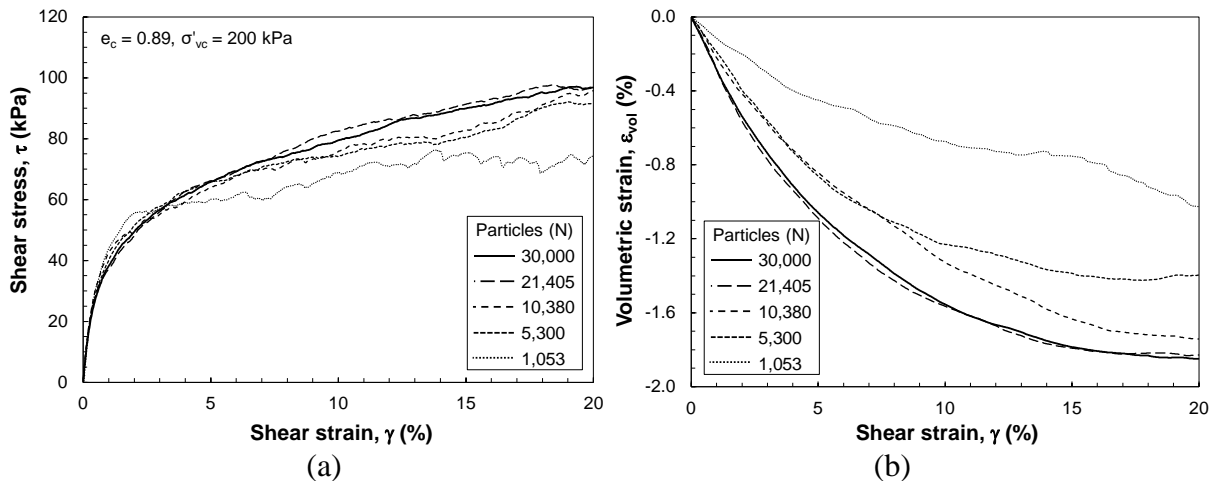 120
100
80
60
40
20
0
Shear stress, τ (kPa)
e_c = 0.89, σ'_vc = 200 kPa
Particles (N)
30,000
21,405
10,380
5,300
1,053
0 5 10 15 20
Shear strain, γ (%)
(a)
0.0
-0.4
-0.8
-1.2
-1.6
-2.0
Volumetric strain, ε_vol (%)
Particles (N)
30,000
21,405
10,380
5,300
1,053
0 5 10 15 20
Shear strain, γ (%)
(b)